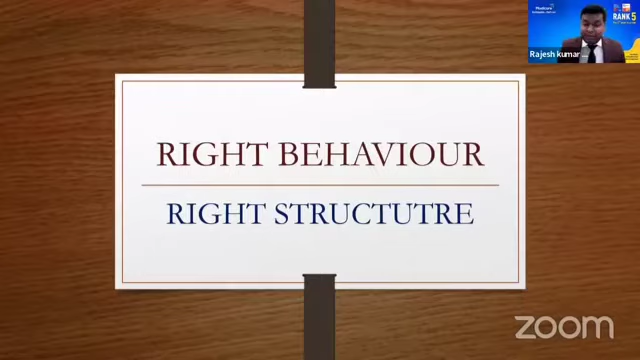 RANK 5
Rajesh kumar
RIGHT BEHAVIOUR
RIGHT STRUCTUTRE
zoom